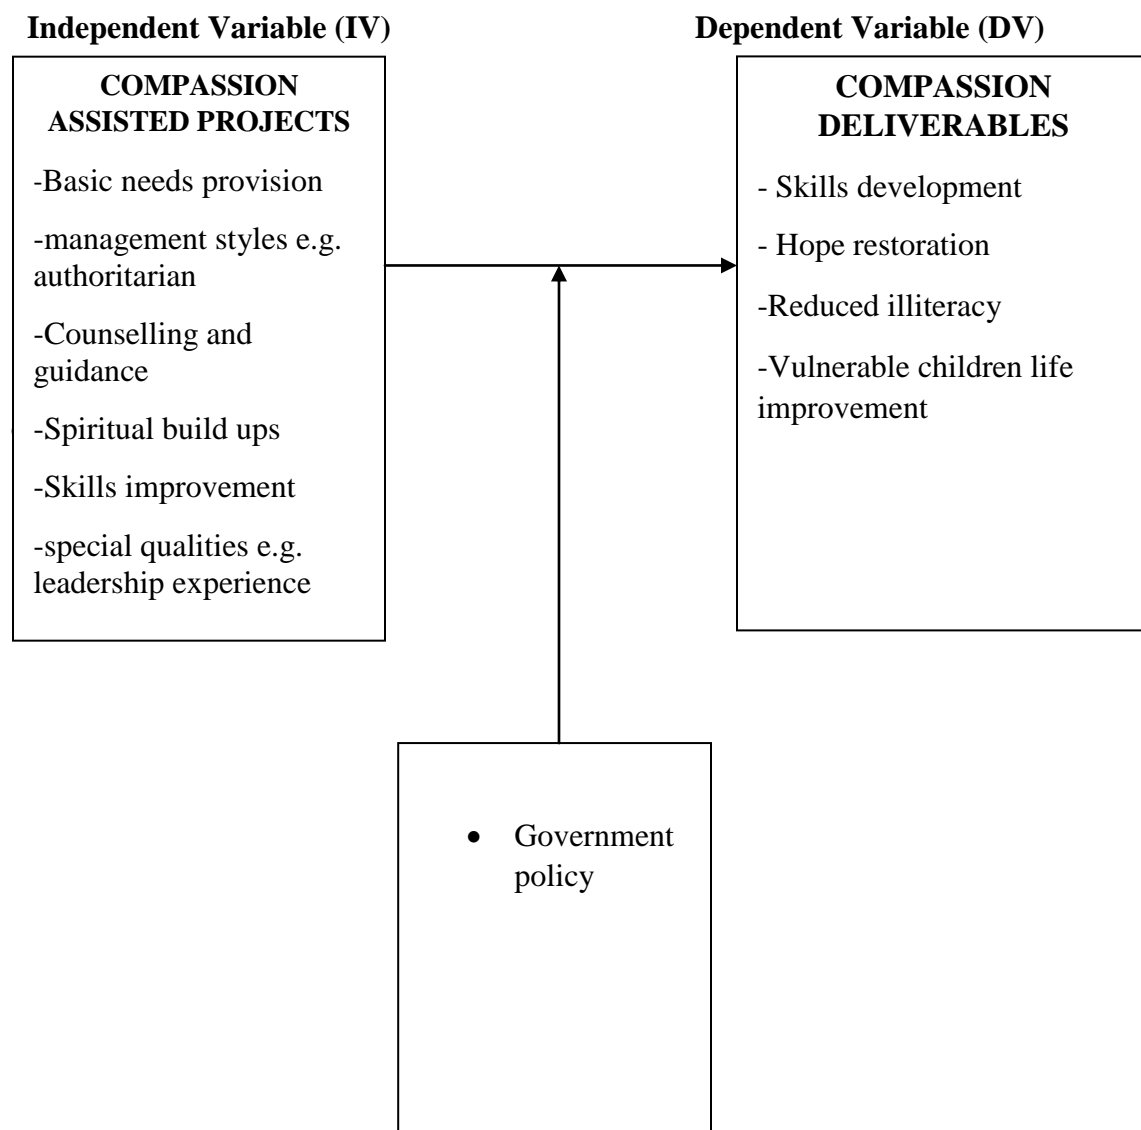 Independent Variable (IV)
Dependent Variable (DV)
COMPASSION
ASSISTED PROJECTS
-Basic needs provision
-management styles e.g.
authoritarian
-Counselling and
guidance
-Spiritual build ups
-Skills improvement
-special qualities e.g.
leadership experience
COMPASSION
DELIVERABLES
- Skills development
- Hope restoration
-Reduced illiteracy
-Vulnerable children life
improvement
• Government
policy